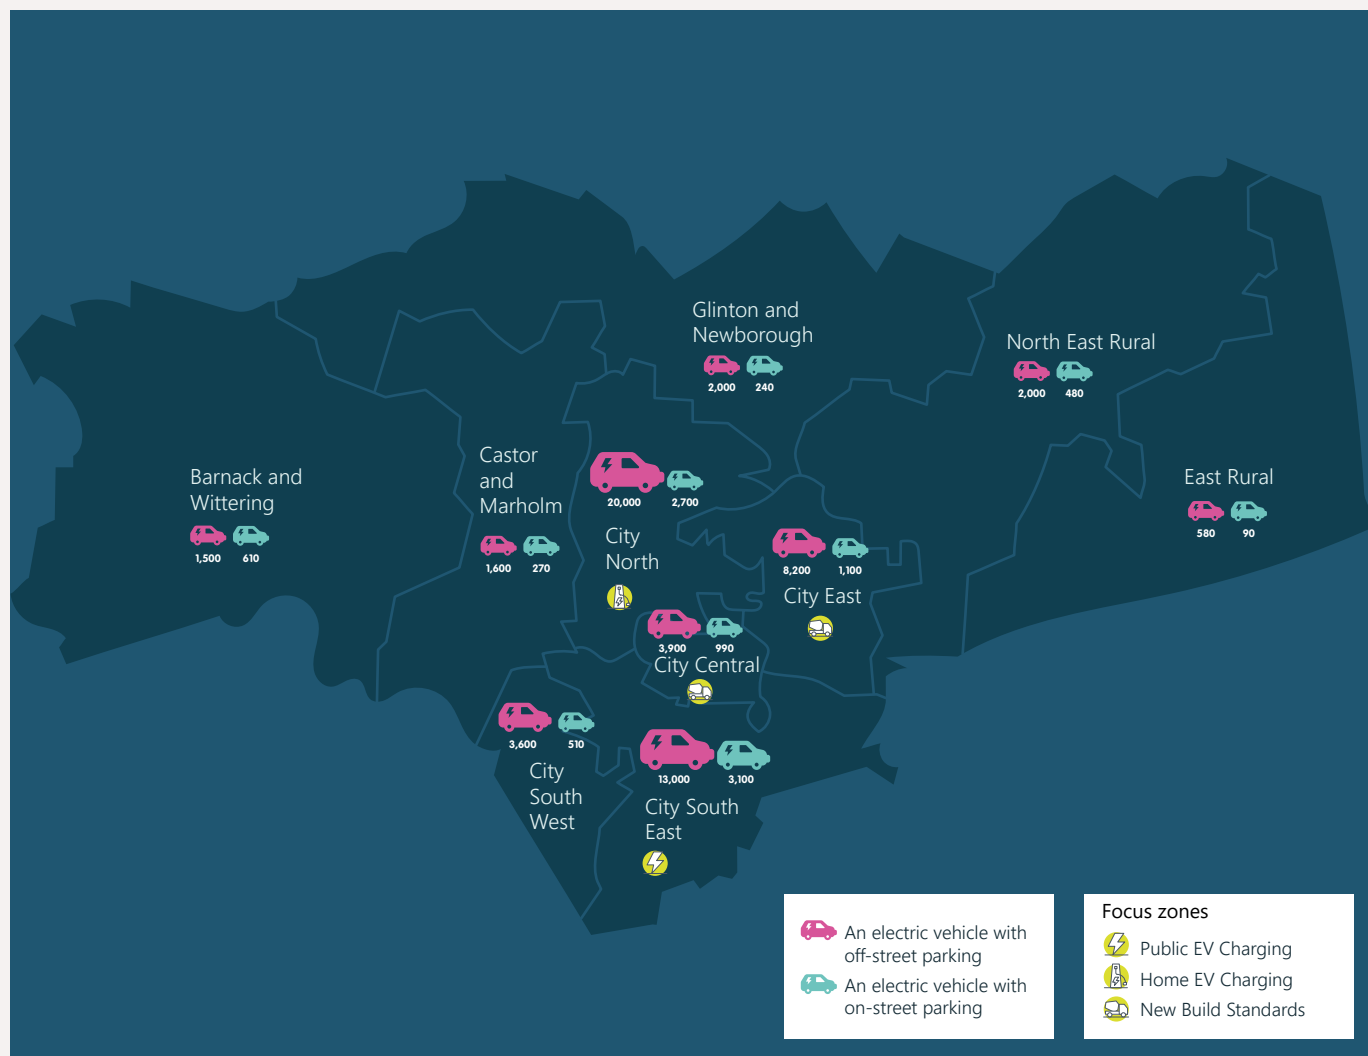 Glinton and
Newborough
2,000 240
North East Rural
2,000 480
Castor
and
Marholm
1,600 270
Barnack and
Wittering
1,500 610
20,000 2,700
City
North
East Rural
580 90
8,200 1,100
City East
3,900 990
City Central
3,600 510
City
South
West
13,000 3,100
City South
East
An electric vehicle with
off-street parking
An electric vehicle with
on-street parking
Focus zones
Public EV Charging
Home EV Charging
New Build Standards